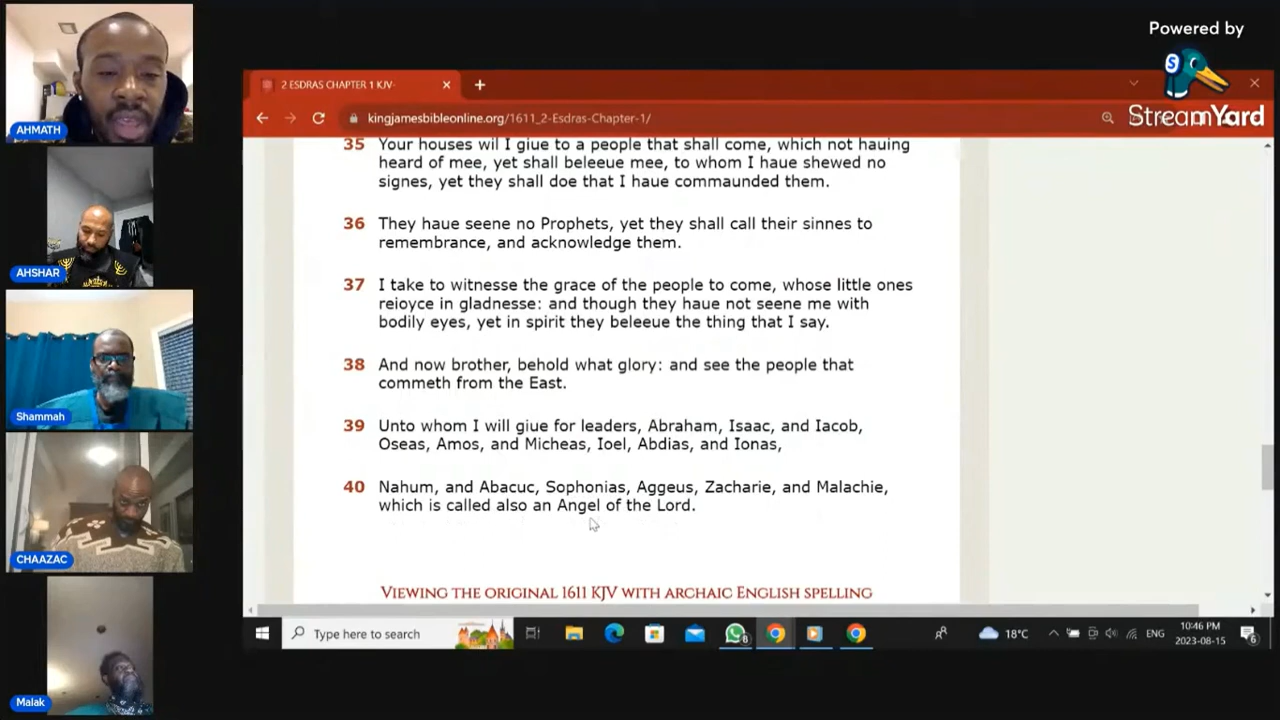 Powered by
StreamYard
AHMATH
AHSHAR
Shammah
CHAAZAC
Malak
2 ESDRAS CHAPTER 1 KJV-
kingjamesbibleonline.org/1611_2-Esdras-Chapter-1/
35 Your houses wil I giue to a people that shall come, which not hauing
heard of mee, yet shall beleeue mee, to whom I haue shewed no
signes, yet they shall doe that I haue commaunded them.
36 They haue seene no Prophets, yet they shall call their sinnes to
remembrance, and acknowledge them.
37 I take to witnesse the grace of the people to come, whose little ones
reioyce in gladnesse: and though they haue not seene me with
bodily eyes, yet in spirit they beleeue the thing that I say.
38 And now brother, behold what glory: and see the people that
commeth from the East.
39 Unto whom I will giue for leaders, Abraham, Isaac, and Iacob,
Oseas, Amos, and Micheas, Ioel, Abdias, and Ionas,
40 Nahum, and Abacuc, Sophonias, Aggeus, Zacharie, and Malachie,
which is called also an Angel of the Lord.
VIEWING THE ORIGINAL 1611 KJV WITH ARCHAIC ENGLISH SPELLING
Type here to search
8
18°C
ENG
10:46 PM
2023-08-15
6